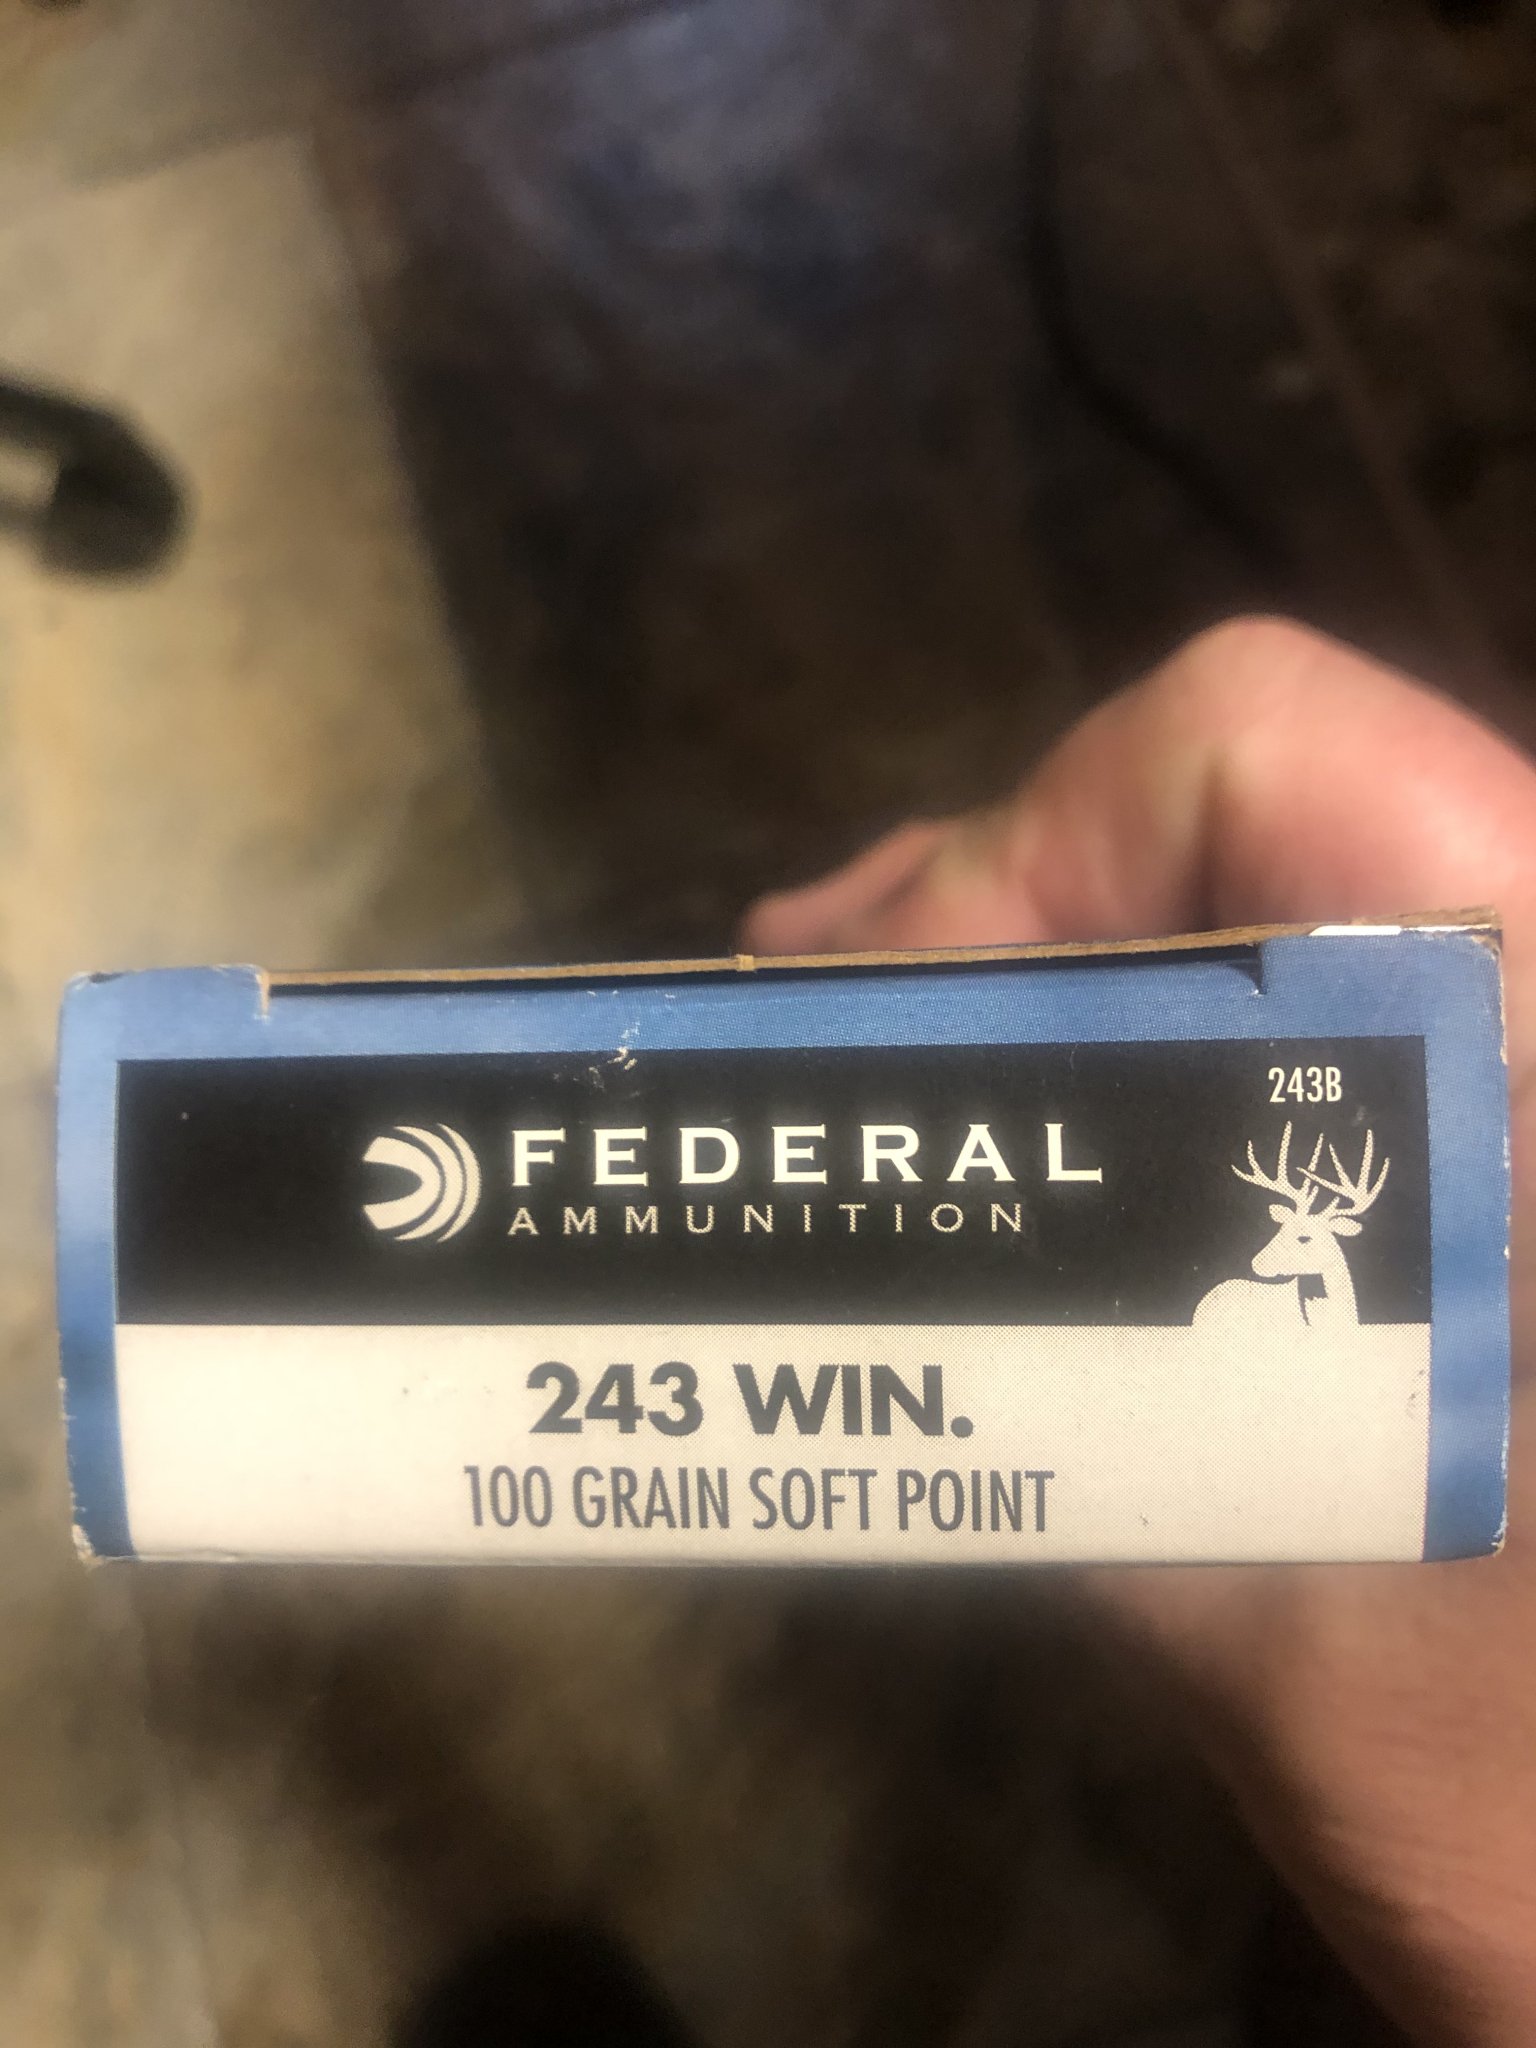 243B
FEDERAL
AMMUNITION
243 WIN.
100 GRAIN SOFT POINT